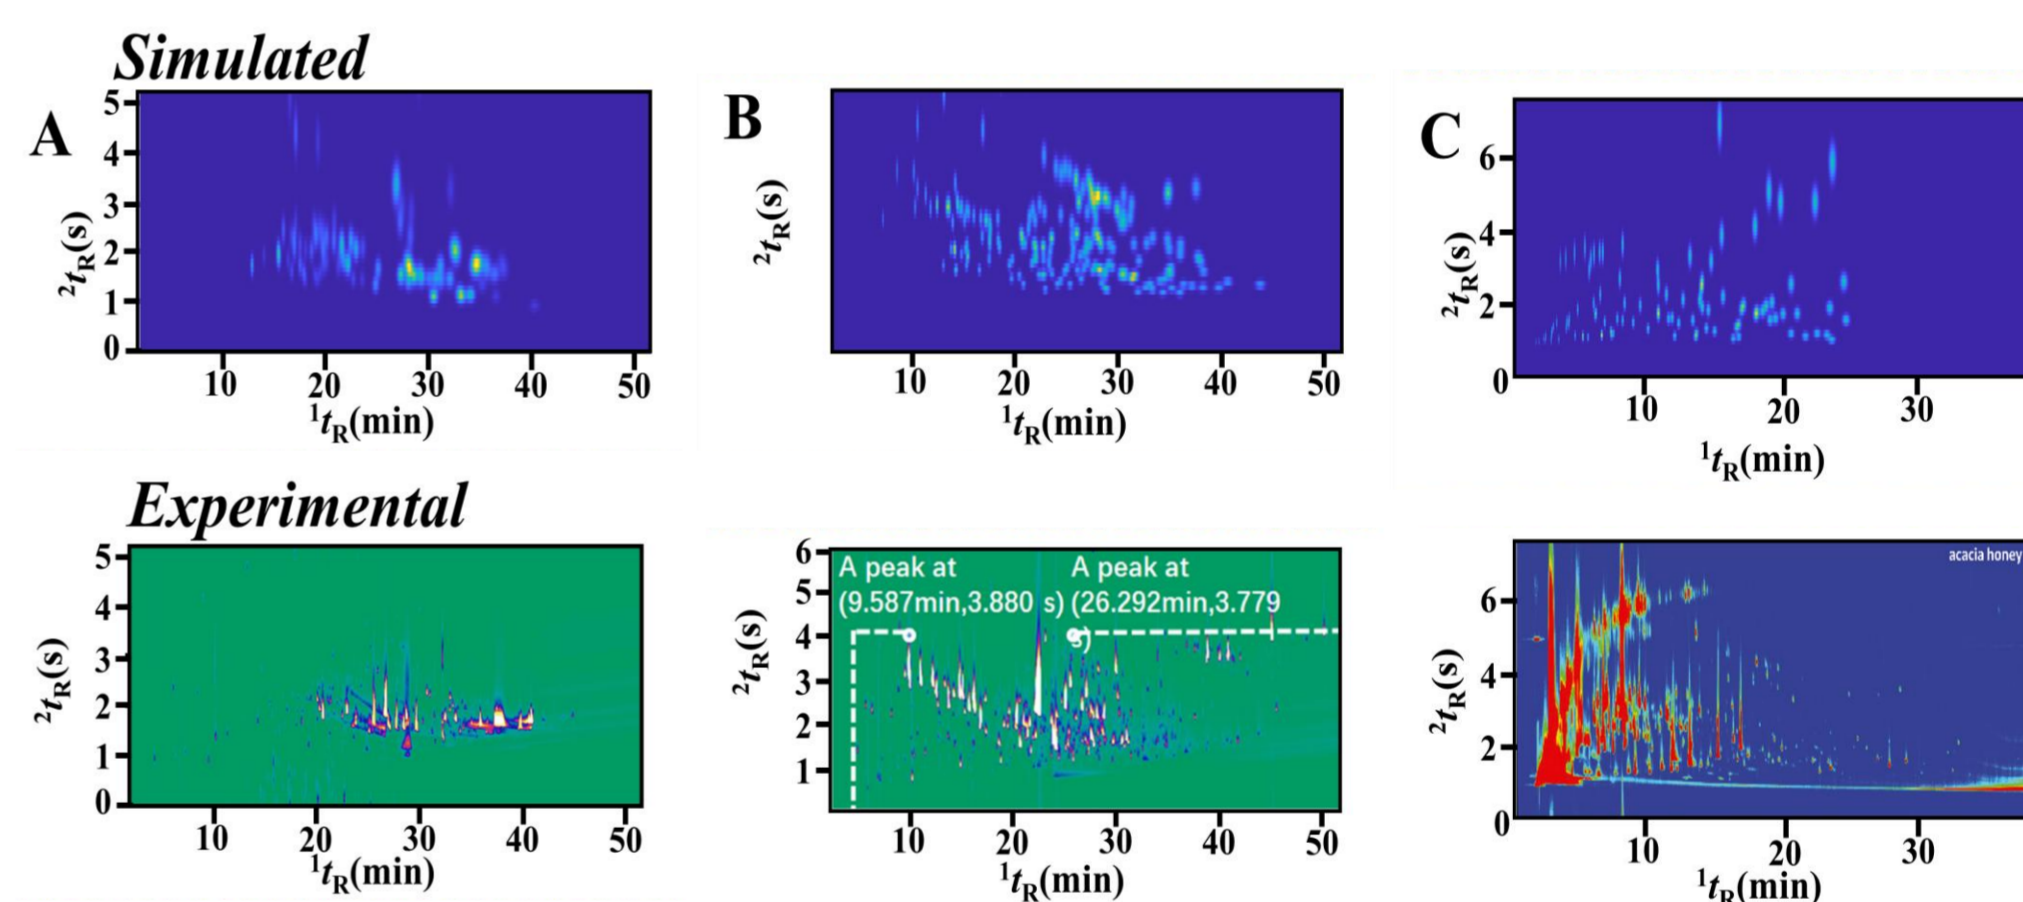 Simulated
A
5
4
3
2
1
0
²tR(s)
10 20 30 40 50
¹tR(min)
B
²tR(s)
10 20 30 40 50
¹tR(min)
C
6
4
2
0
²tR(s)
10 20 30
¹tR(min)
Experimental
5
4
3
2
1
0
²tR(s)
10 20 30 40 50
¹tR(min)
6
5
4
3
2
1
²tR(s)
A peak at
(9.587min,3.880 s)
A peak at
(26.292min,3.779
s)
10 20 30 40 50
¹tR(min)
acacia honey
6
4
2
0
²tR(s)
10 20 30
¹tR(min)